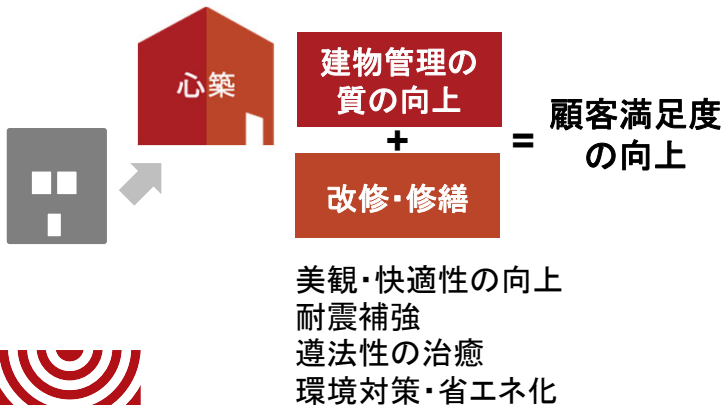 心築
建物管理の
質の向上
+
改修・修繕
=
顧客満足度
の向上
美観・快適性の向上
耐震補強
遵法性の治癒
環境対策・省エネ化